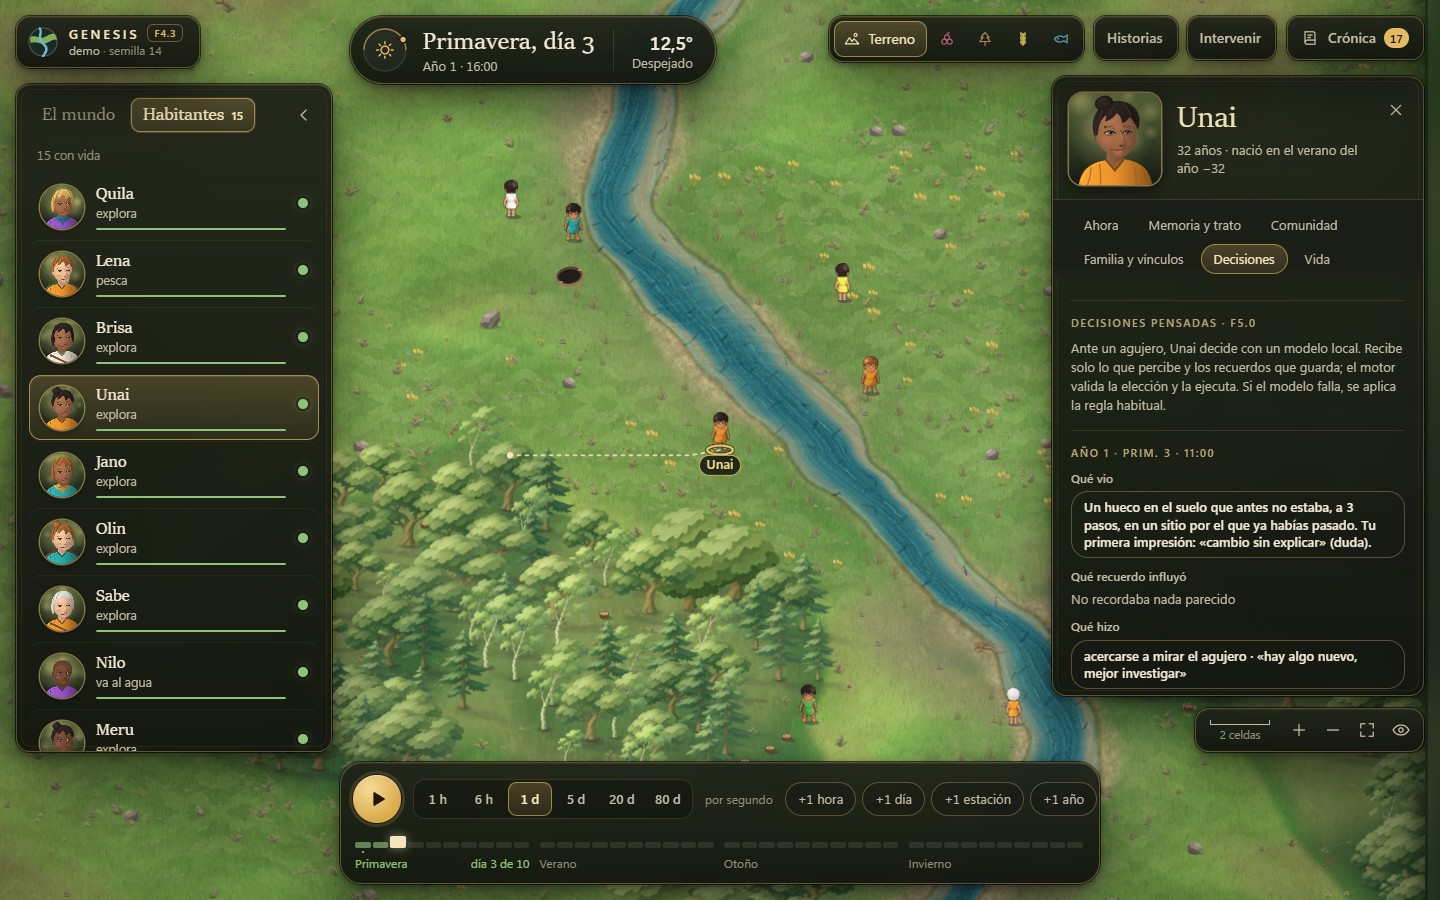 GENESIS F4.3
demo · semilla 14
Primavera, día 3
Año 1 · 16:00
12,5°
Despejado
Terreno
Historias
Intervenir
Crónica 17
El mundo
Habitantes 15
15 con vida
Quila
explora
Lena
pesca
Brisa
explora
Unai
explora
Jano
explora
Olin
explora
Sabe
explora
Nilo
va al agua
Meru
explora
Unai
Unai
32 años · nació en el verano del
año −32
Ahora
Memoria y trato
Comunidad
Familia y vínculos
Decisiones
Vida
DECISIONES PENSADAS · F5.0
Ante un agujero, Unai decide con un modelo local. Recibe
solo lo que percibe y los recuerdos que guarda; el motor
valida la elección y la ejecuta. Si el modelo falla, se aplica
la regla habitual.
AÑO 1 · PRIM. 3 · 11:00
Qué vio
Un hueco en el suelo que antes no estaba, a 3
pasos, en un sitio por el que ya habías pasado. Tu
primera impresión: «cambio sin explicar» (duda).
Qué recuerdo influyó
No recordaba nada parecido
Qué hizo
acercarse a mirar el agujero · «hay algo nuevo,
mejor investigar»
2 celdas
1 h
6 h
1 d
5 d
20 d
80 d
por segundo
+1 hora
+1 día
+1 estación
+1 año
Primavera
día 3 de 10
Verano
Otoño
Invierno